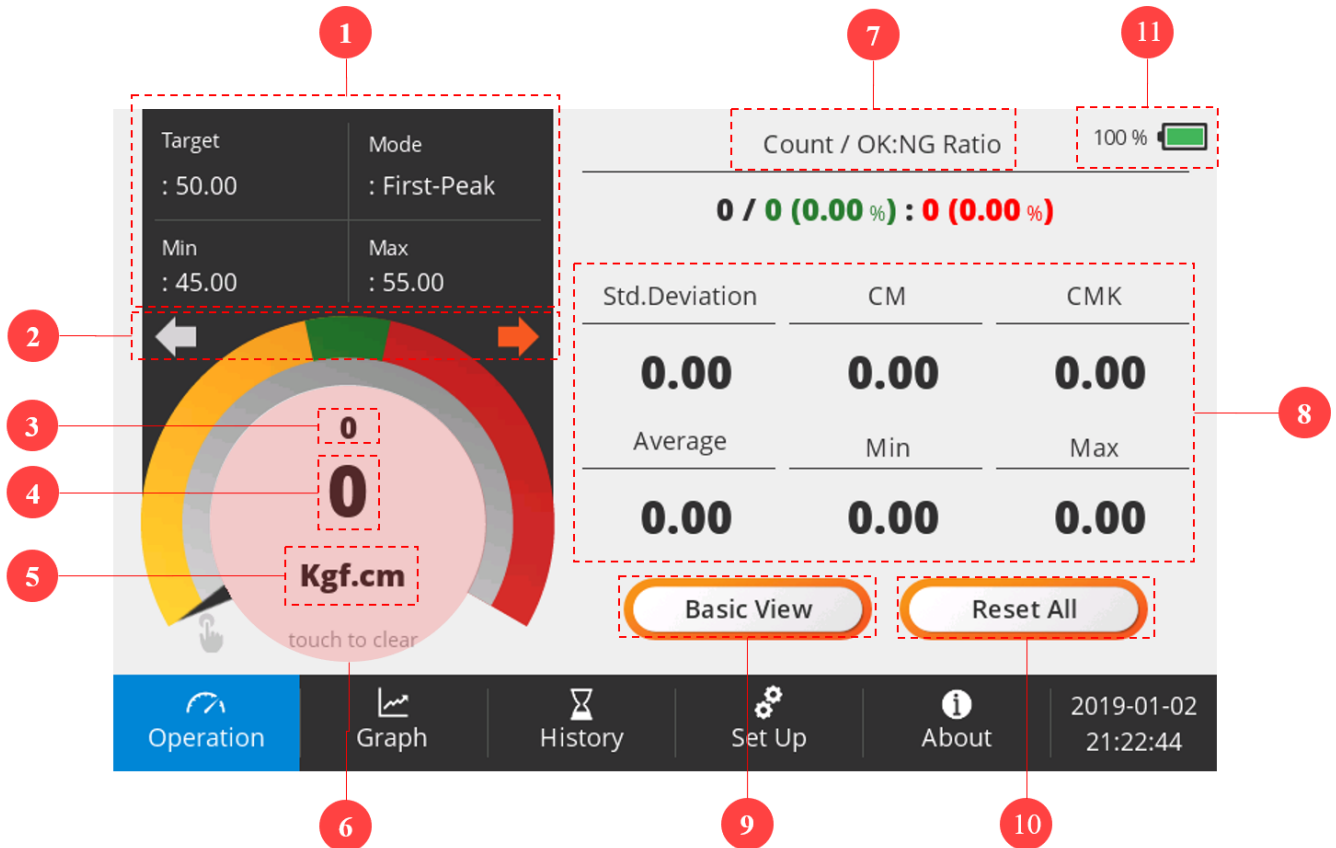 1
7
11
Target
: 50.00
Mode
: First-Peak
Min
: 45.00
Max
: 55.00
Count / OK:NG Ratio
100 %
0 / 0 (0.00 %) : 0 (0.00 %)
2
3
0
4
0
5
Kgf.cm
touch to clear
Std.Deviation
CM
CMK
0.00
0.00
0.00
Average
Min
Max
0.00
0.00
0.00
8
Basic View
Reset All
Operation
Graph
History
Set Up
About
2019-01-02
21:22:44
6
9
10